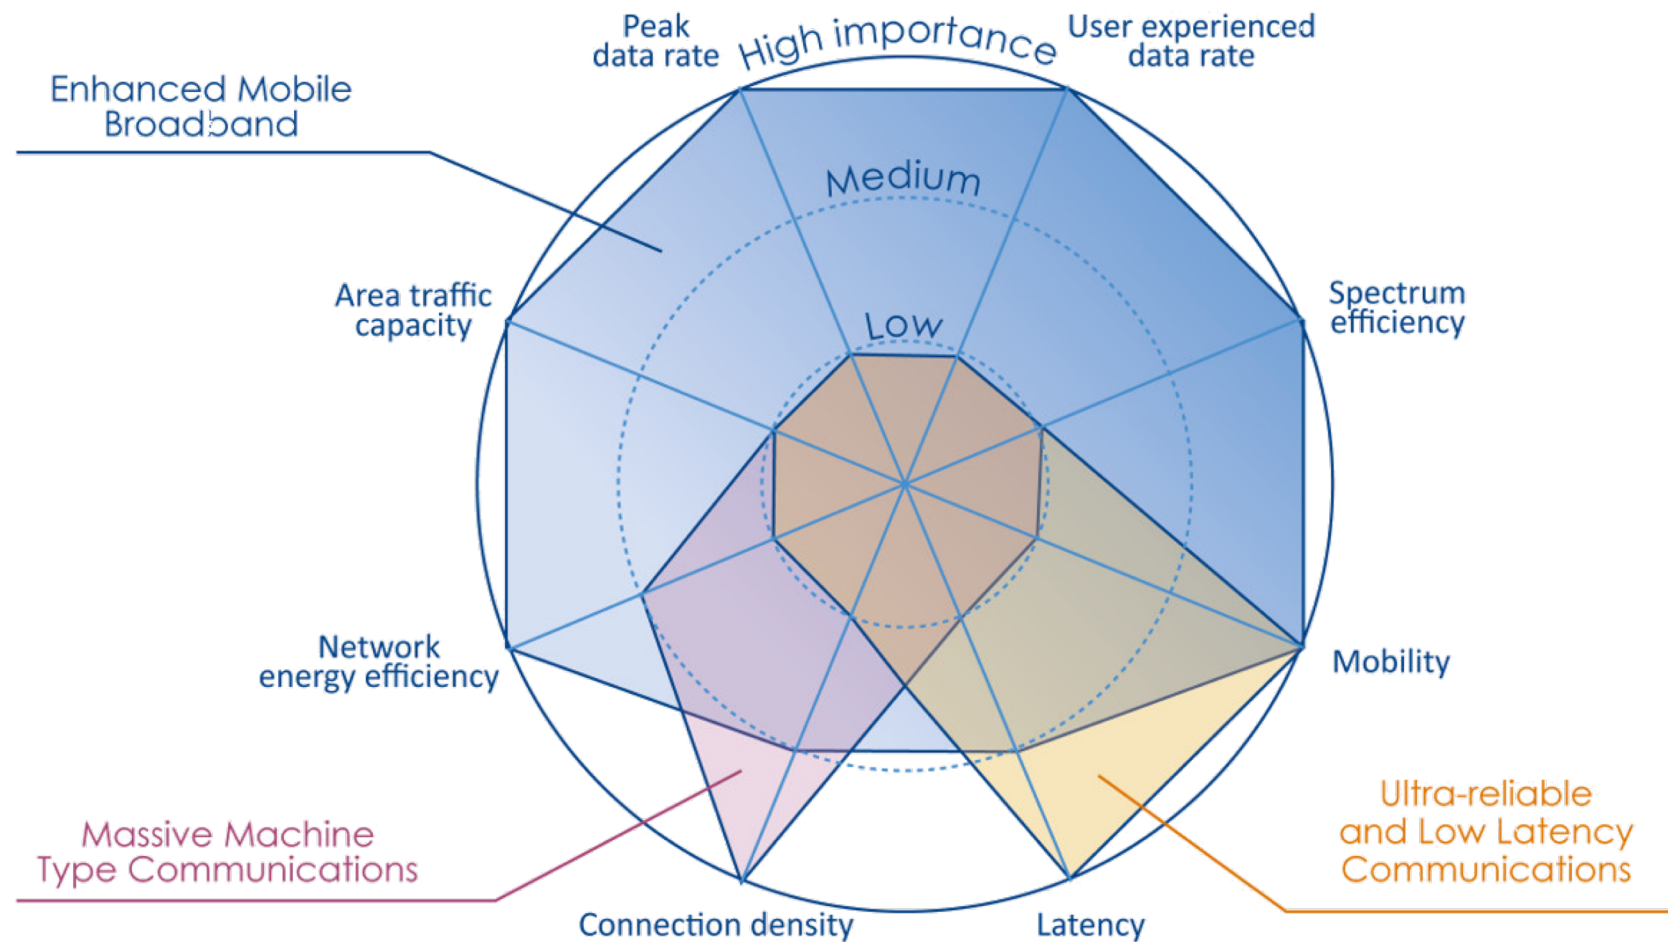 Peak
data rate
High importance
User experienced
data rate
Enhanced Mobile
Broadband
Medium
Area traffic
capacity
Low
Spectrum
efficiency
Network
energy efficiency
Mobility
Massive Machine
Type Communications
Ultra-reliable
and Low Latency
Communications
Connection density
Latency